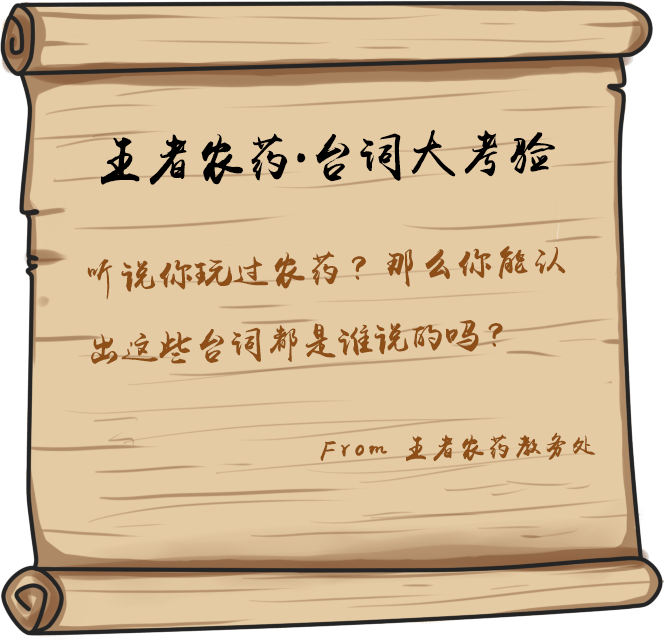 王者农药·台词大考验
听说你玩过农药？那么你能认
出这些台词都是谁说的吗？
From 王者农药教务处